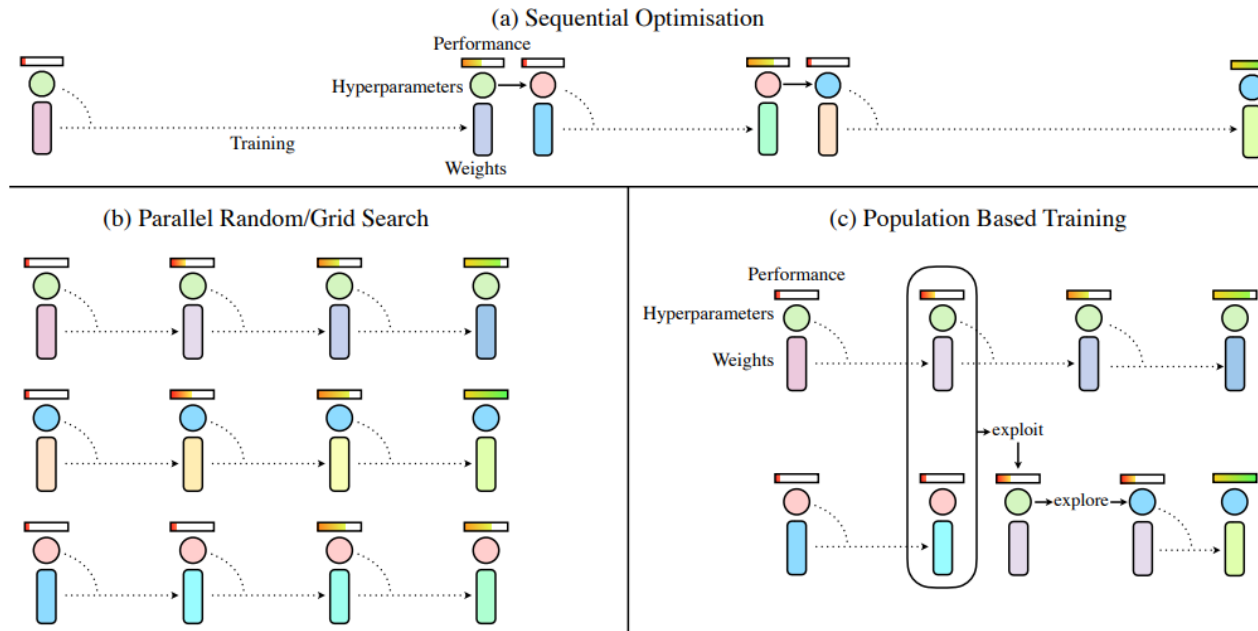 (a) Sequential Optimisation
Performance
Hyperparameters
Training
Weights
(b) Parallel Random/Grid Search
(c) Population Based Training
Performance
Hyperparameters
Weights
exploit
explore